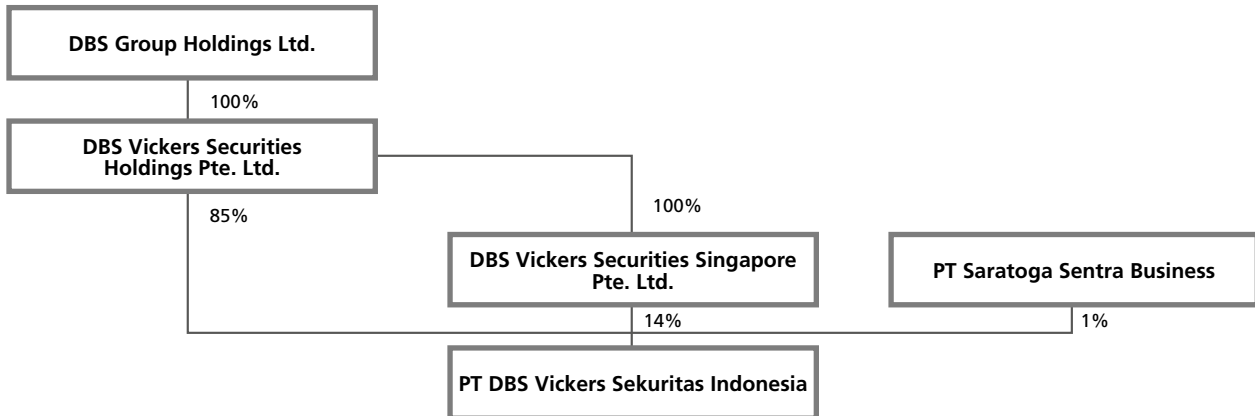 DBS Group Holdings Ltd.
100%
DBS Vickers Securities
Holdings Pte. Ltd.
85%
100%
DBS Vickers Securities Singapore
Pte. Ltd.
PT Saratoga Sentra Business
14%
1%
PT DBS Vickers Sekuritas Indonesia